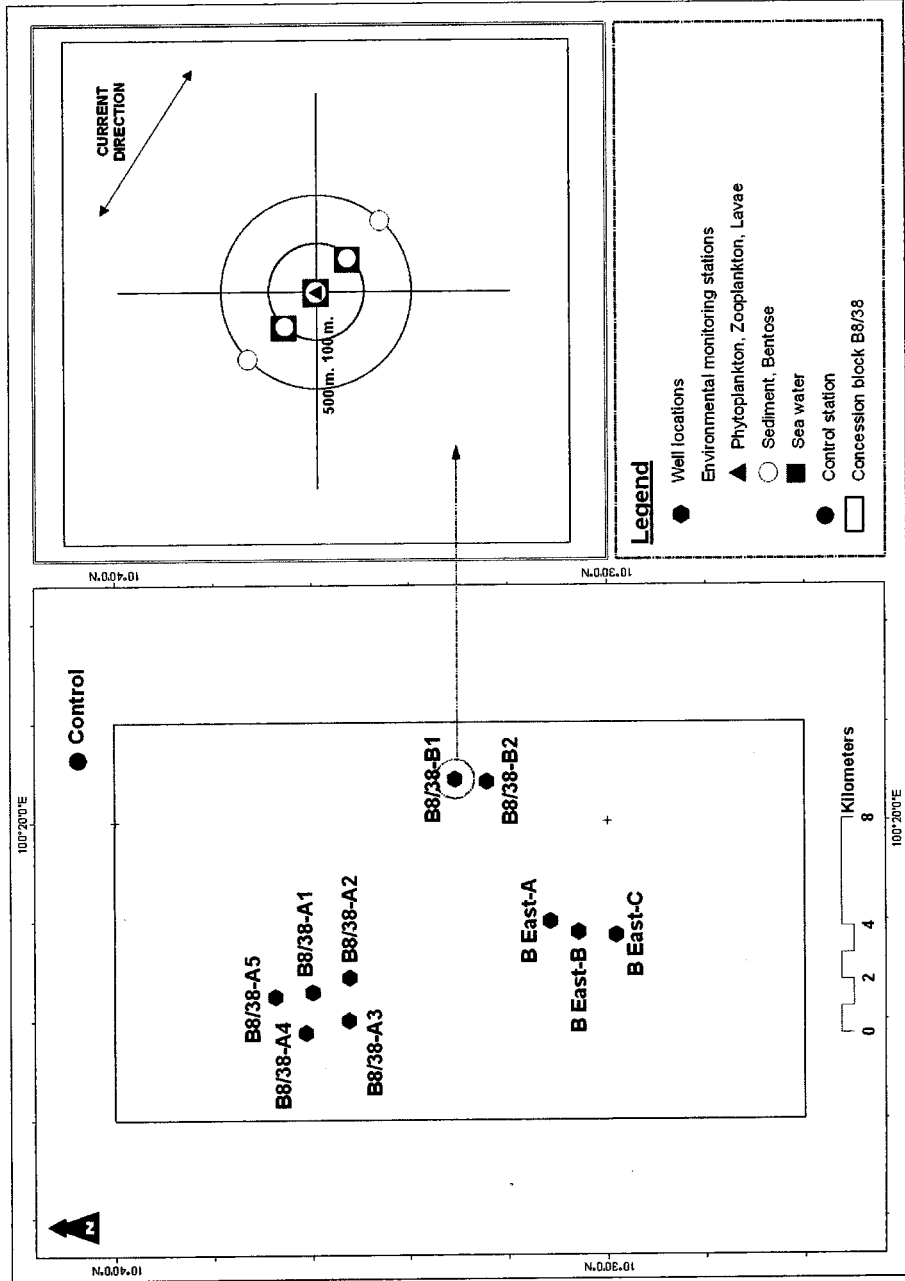 100°20'0"E
10°40'0"N
10°40'0"N
10°30'0"N
10°30'0"N
100°20'0"E
N
Control
B8/38-A5
B8/38-A4
B8/38-A1
B8/38-A2
B8/38-A3
B8/38-B1
B8/38-B2
B East-A
B East-B
B East-C
0 2 4 8
Kilometers
CURRENT
DIRECTION
500 m. 100 m.
Legend
Well locations
Environmental monitoring stations
Phytoplankton, Zooplankton, Lavae
Sediment, Bentose
Sea water
Control station
Concession block B8/38